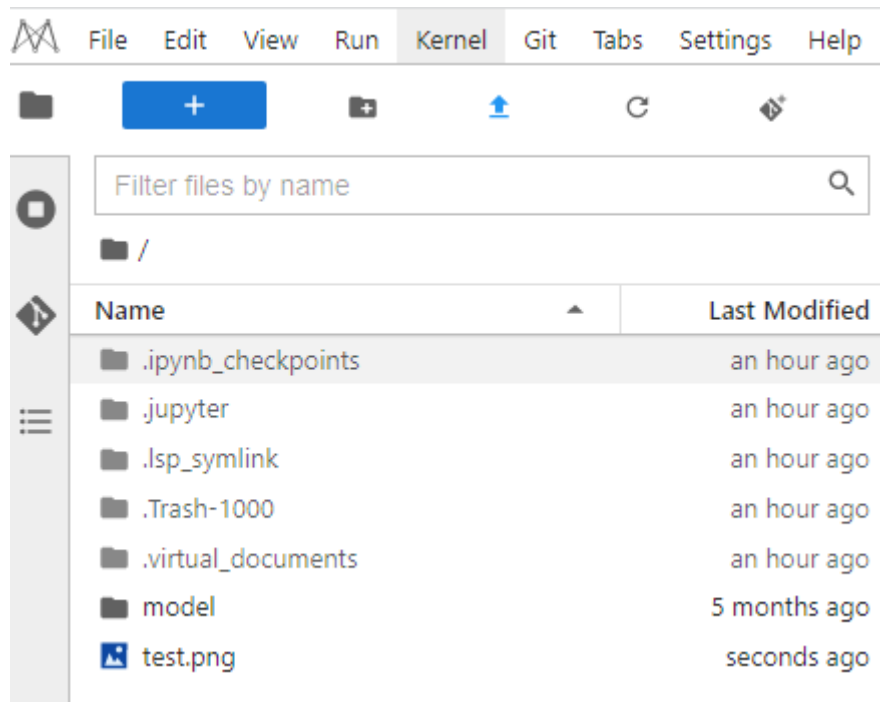 File Edit View Run Kernel Git Tabs Settings Help
Filter files by name
/
Name Last Modified
.ipynb_checkpoints an hour ago
.jupyter an hour ago
.lsp_symlink an hour ago
.Trash-1000 an hour ago
.virtual_documents an hour ago
model 5 months ago
test.png seconds ago